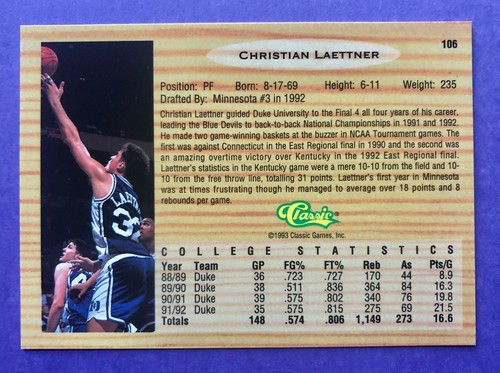 CHRISTIAN LAETTNER
106
Position: PF Born: 8-17-69 Height: 6-11 Weight: 235
Drafted By: Minnesota #3 in 1992
Christian Laettner guided Duke University to the Final 4 all four years of his career,
leading the Blue Devils to back-to-back National Championships in 1991 and 1992.
He made two game-winning baskets at the buzzer in NCAA Tournament games. The
first was against Connecticut in the East Regional final in 1990 and the second was
an amazing overtime victory over Kentucky in the 1992 East Regional final.
Laettner's statistics in the Kentucky game were a mere 10-10 from the field and 10-
10 from the free throw line, totalling 31 points. Laettner's first year in Minnesota
was at times frustrating though he managed to average over 18 points and 8
rebounds per game.
Classic
©1993 Classic Games, Inc.
COLLEGE STATISTICS
Year Team GP FG% FT% Reb As Pts/G
88/89 Duke 36 .723 .727 170 44 8.9
89/90 Duke 38 .511 .836 364 84 16.3
90/91 Duke 39 .575 .802 340 76 19.8
91/92 Duke 35 .575 .815 275 69 21.5
Totals 148 .574 .806 1,149 273 16.6
LAET
32